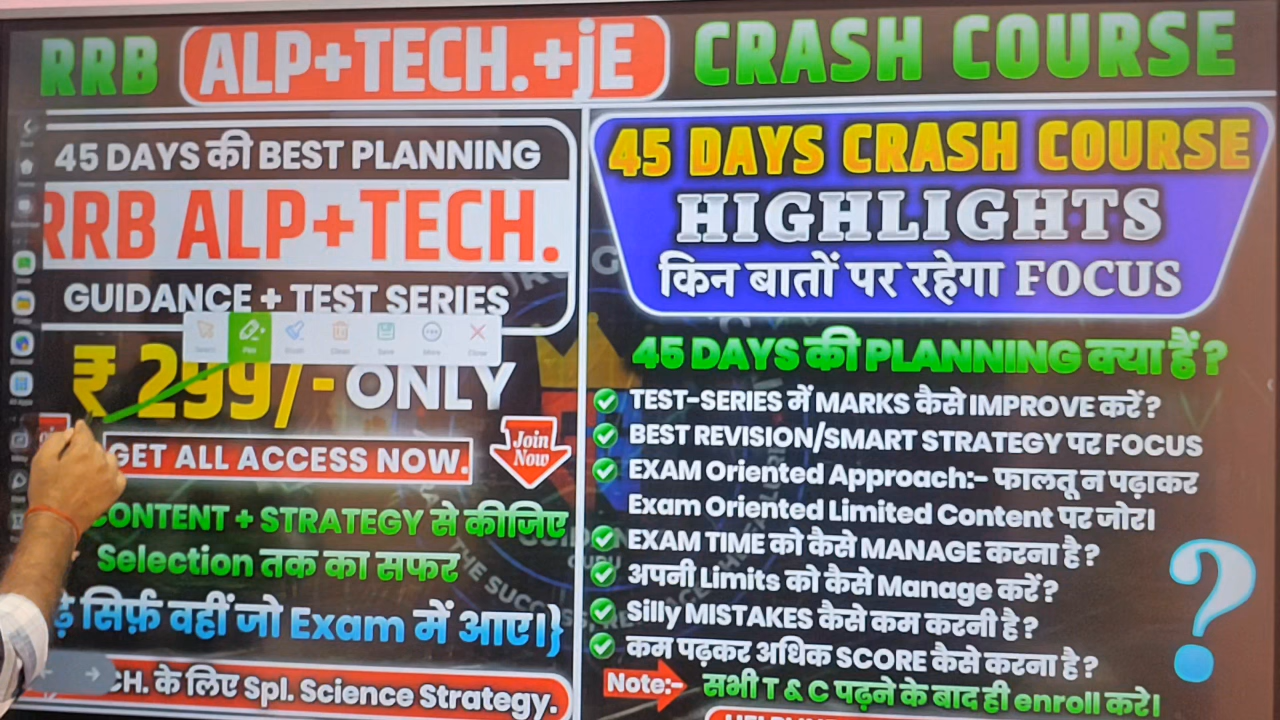 RRB ALP+TECH.+jE CRASH COURSE
45 DAYS की BEST PLANNING
RRB ALP+TECH.
GUIDANCE + TEST SERIES
₹ 299/- ONLY
GET ALL ACCESS NOW.
Join
Now
CONTENT + STRATEGY से कीजिए
Selection तक का सफर
सिर्फ़ वहीं जो Exam में आए।}
CH. के लिए Spl. Science Strategy.
45 DAYS CRASH COURSE
HIGHLIGHTS
किन बातों पर रहेगा FOCUS
45 DAYS की PLANNING क्या हैं ?
TEST-SERIES में MARKS कैसे IMPROVE करें ?
BEST REVISION/SMART STRATEGY पर FOCUS
EXAM Oriented Approach:- फालतू न पढ़ाकर
Exam Oriented Limited Content पर जोर।
EXAM TIME को कैसे MANAGE करना है ?
अपनी Limits को कैसे Manage करें ?
Silly MISTAKES कैसे कम करनी है ?
कम पढ़कर अधिक SCORE कैसे करना है ?
Note:- सभी T & C पढ़ने के बाद ही enroll करे।
?